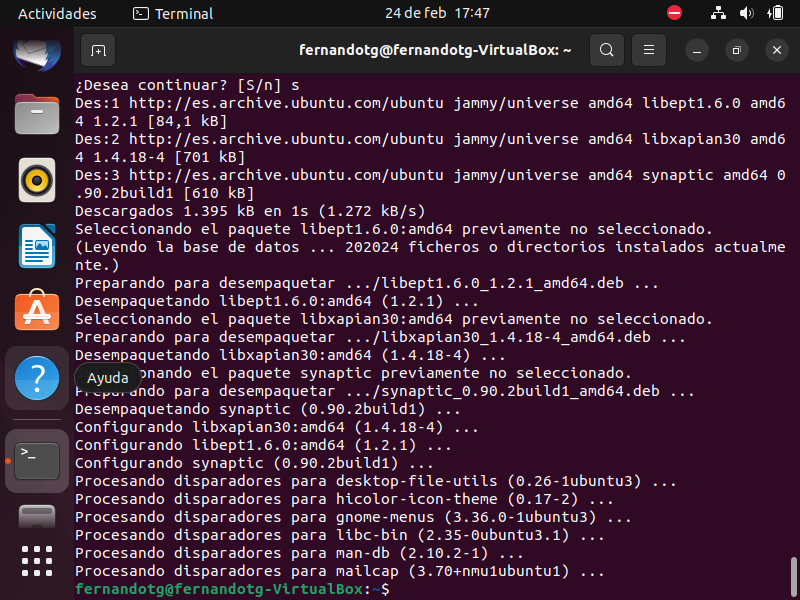 Actividades
Terminal
24 de feb 17:47
fernandotg@fernandotg-VirtualBox: ~
¿Desea continuar? [S/n] s
Des:1 http://es.archive.ubuntu.com/ubuntu jammy/universe amd64 libept1.6.0 amd6
4 1.2.1 [84,1 kB]
Des:2 http://es.archive.ubuntu.com/ubuntu jammy/universe amd64 libxapian30 amd6
4 1.4.18-4 [701 kB]
Des:3 http://es.archive.ubuntu.com/ubuntu jammy/universe amd64 synaptic amd64 0
.90.2build1 [610 kB]
Descargados 1.395 kB en 1s (1.272 kB/s)
Seleccionando el paquete libept1.6.0:amd64 previamente no seleccionado.
(Leyendo la base de datos ... 202024 ficheros o directorios instalados actualme
nte.)
Preparando para desempaquetar .../libept1.6.0_1.2.1_amd64.deb ...
Desempaquetando libept1.6.0:amd64 (1.2.1) ...
Seleccionando el paquete libxapian30:amd64 previamente no seleccionado.
Preparando para desempaquetar .../libxapian30_1.4.18-4_amd64.deb ...
Desempaquetando libxapian30:amd64 (1.4.18-4) ...
Ayuda
onando el paquete synaptic previamente no seleccionado.
Preparando para desempaquetar .../synaptic_0.90.2build1_amd64.deb ...
Desempaquetando synaptic (0.90.2build1) ...
Configurando libxapian30:amd64 (1.4.18-4) ...
Configurando libept1.6.0:amd64 (1.2.1) ...
Configurando synaptic (0.90.2build1) ...
Procesando disparadores para desktop-file-utils (0.26-1ubuntu3) ...
Procesando disparadores para hicolor-icon-theme (0.17-2) ...
Procesando disparadores para gnome-menus (3.36.0-1ubuntu3) ...
Procesando disparadores para libc-bin (2.35-0ubuntu3.1) ...
Procesando disparadores para man-db (2.10.2-1) ...
Procesando disparadores para mailcap (3.70+nmu1ubuntu1) ...
fernandotg@fernandotg-VirtualBox:~$